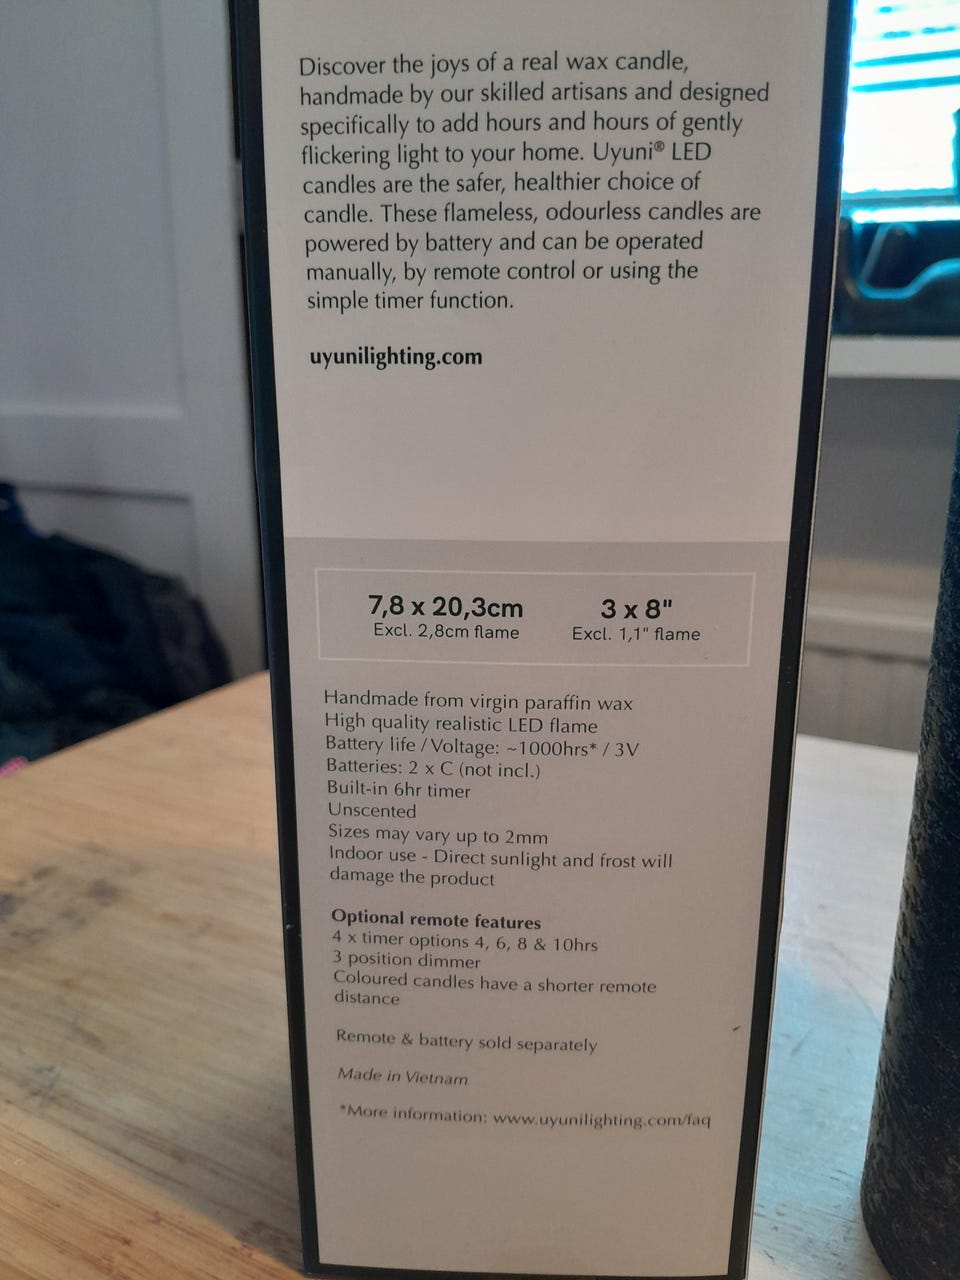 Discover the joys of a real wax candle,
handmade by our skilled artisans and designed
specifically to add hours and hours of gently
flickering light to your home. Uyuni® LED
candles are the safer, healthier choice of
candle. These flameless, odourless candles are
powered by battery and can be operated
manually, by remote control or using the
simple timer function.
uyunilighting.com
7,8 x 20,3cm
Excl. 2,8cm flame
3 x 8"
Excl. 1,1" flame
Handmade from virgin paraffin wax
High quality realistic LED flame
Battery life / Voltage: ~1000hrs* / 3V
Batteries: 2 x C (not incl.)
Built-in 6hr timer
Unscented
Sizes may vary up to 2mm
Indoor use - Direct sunlight and frost will
damage the product
Optional remote features
4 x timer options 4, 6, 8 & 10hrs
3 position dimmer
Coloured candles have a shorter remote
distance
Remote & battery sold separately
Made in Vietnam
*More information: www.uyunilighting.com/faq